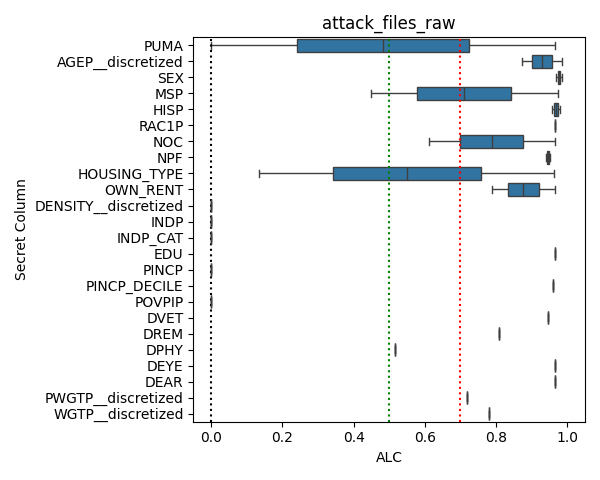 attack_files_raw
PUMA
AGEP__discretized
SEX
MSP
HISP
RAC1P
NOC
NPF
HOUSING_TYPE
OWN_RENT
DENSITY__discretized
INDP
INDP_CAT
EDU
PINCP
PINCP_DECILE
POVPIP
DVET
DREM
DPHY
DEYE
DEAR
PWGTP__discretized
WGTP__discretized
Secret Column
0.0 0.2 0.4 0.6 0.8 1.0
ALC